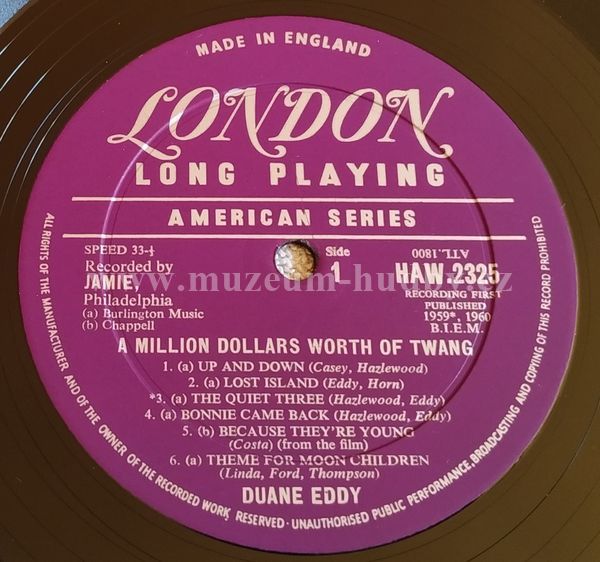 MADE IN ENGLAND
LONDON
LONG PLAYING
AMERICAN SERIES
SPEED 33-⅓
Recorded by
JAMIE,
Philadelphia
(a) Burlington Music
(b) Chappell
Side
1
ATL.1800
HAW.2325
RECORDING FIRST
PUBLISHED
1959*, 1960
B.I.E.M.
www.muzeum-hudby.cz
A MILLION DOLLARS WORTH OF TWANG
1. (a) UP AND DOWN (Casey, Hazlewood)
2. (a) LOST ISLAND (Eddy, Horn)
*3. (a) THE QUIET THREE (Hazlewood, Eddy)
4. (a) BONNIE CAME BACK (Hazlewood, Eddy)
5. (b) BECAUSE THEY'RE YOUNG
(Costa) (from the film)
6. (a) THEME FOR MOON CHILDREN
(Linda, Ford, Thompson)
DUANE EDDY
ALL RIGHTS OF THE MANUFACTURER AND OF THE OWNER OF THE RECORDED WORK RESERVED · UNAUTHORISED PUBLIC PERFORMANCE, BROADCASTING AND COPYING OF THIS RECORD PROHIBITED